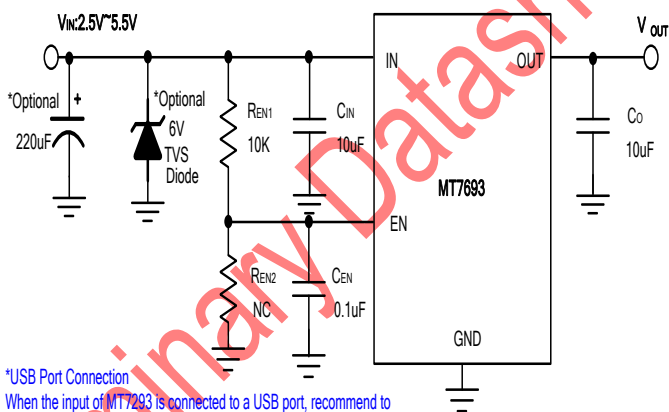 VIN:2.5V~5.5V
V OUT
IN
OUT
*Optional
+
220uF
*Optional
6V
TVS
Diode
REN1
10K
CIN
10uF
CO
10uF
MT7693
EN
REN2
NC
CEN
0.1uF
GND
*USB Port Connection
When the input of MT7293 is connected to a USB port, recommend to
inary Datash